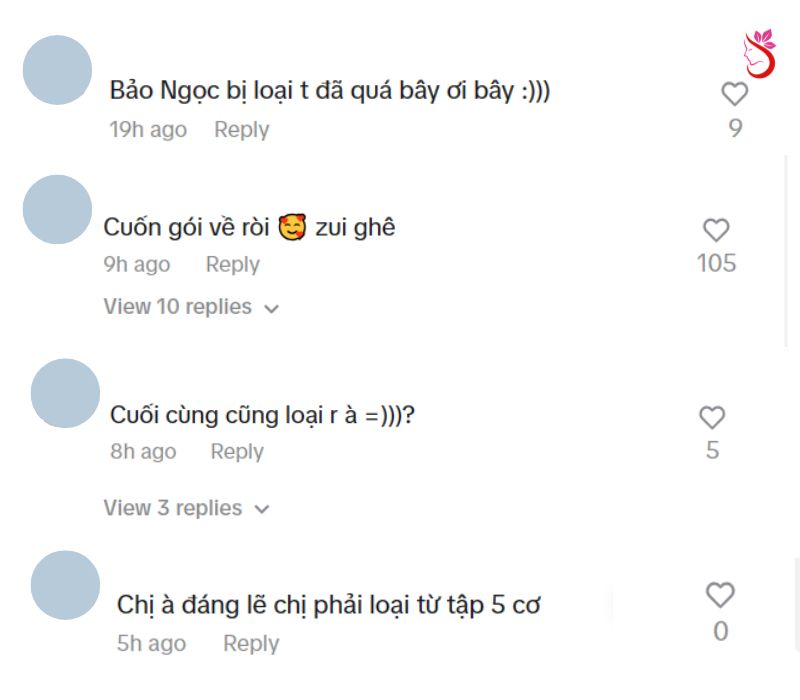 Bảo Ngọc bị loại t đã quá bây ơi bây :)))
9
19h ago Reply
Cuốn gói về ròi 🥰 zui ghê
9h ago Reply
105
View 10 replies
Cuối cùng cũng loại r à =)))?
8h ago Reply
5
View 3 replies
Chị à đáng lẽ chị phải loại từ tập 5 cơ
5h ago Reply
0